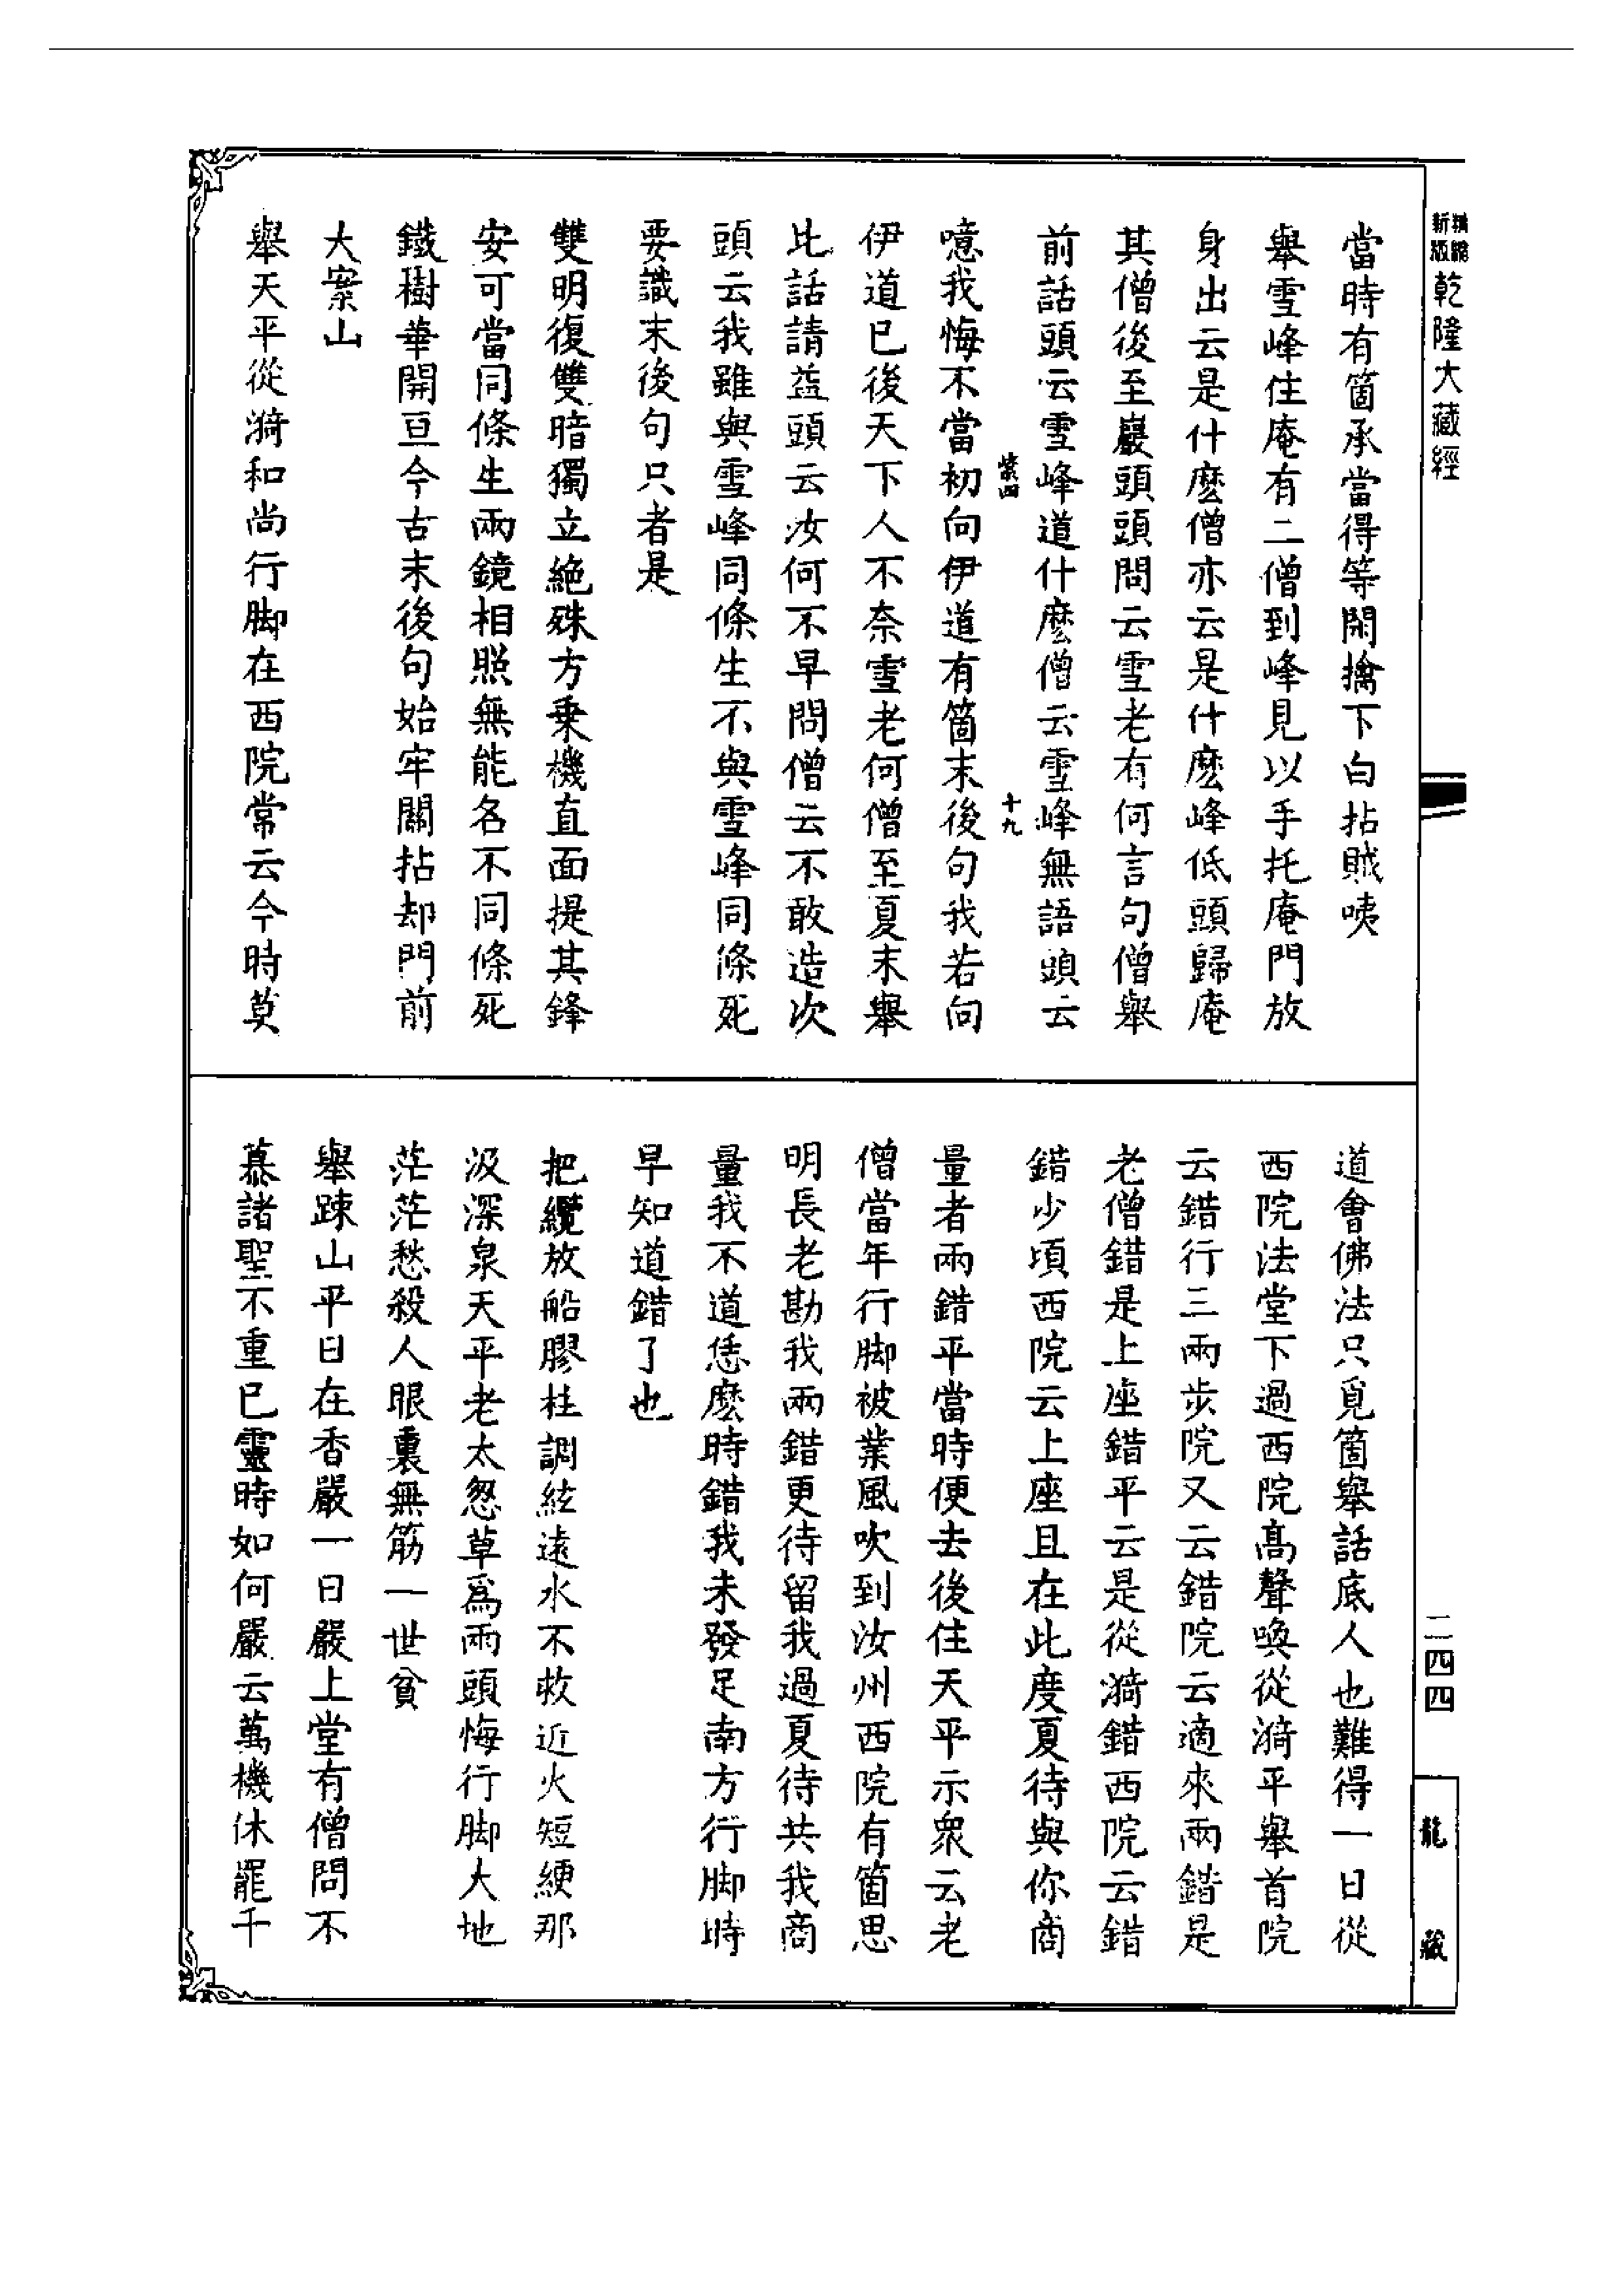 精縮
新版
乾隆大藏經
當時有箇承當得等閑擒下白拈賊咦
舉雪峰住庵有二僧到峰見以手托庵門放
身出云是什麽僧亦云是什麽峰低頭歸庵
其僧後至巖頭頭問云雪老有何言句僧舉
前話頭云雪峰道什麽僧云雪峰無語頭云
紫四
十九
噫我悔不當初向伊道有箇末後句我若向
伊道已後天下人不奈雪老何僧至夏末舉
此話請益頭云汝何不早問僧云不敢造次
頭云我雖與雪峰同條生不與雪峰同條死
要識末後句只者是
雙明復雙暗獨立絶殊方乗機直面提其鋒
安可當同條生兩鏡相照無能各不同條死
鐵樹華開亘今古末後句始牢關拈却門前
大案山
舉天平從漪和尚行脚在西院常云今時莫
道會佛法只覓箇舉話底人也難得一日從
西院法堂下過西院高聲喚從漪平舉首院
云錯行三兩步院又云錯院云適來兩錯是
老僧錯是上座錯平云是從漪錯西院云錯
錯少頃西院云上座且在此度夏待與你商
量者兩錯平當時便去後住天平示衆云老
僧當年行脚被業風吹到汝州西院有箇思
明長老勘我兩錯更待留我過夏待共我商
量我不道恁麽時錯我未發足南方行脚時
早知道錯了也
把纜放船膠柱調絃遠水不救近火短綆那
汲深泉天平老太怱草爲兩頭悔行脚大地
茫茫愁殺人眼裏無筋一世貧
舉踈山平日在香嚴一日嚴上堂有僧問不
慕諸聖不重已靈時如何嚴云萬機休罷千
二四四
龍藏